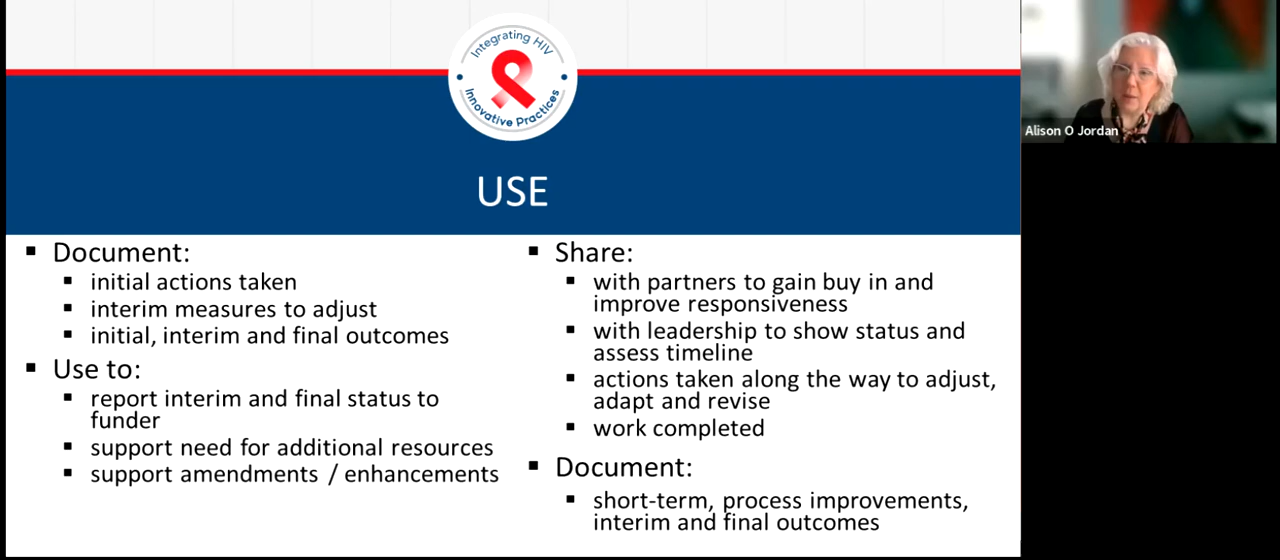 Integrating HIV
Innovative Practices
USE
▪ Document:
▪ initial actions taken
▪ interim measures to adjust
▪ initial, interim and final outcomes
▪ Use to:
▪ report interim and final status to
funder
▪ support need for additional resources
▪ support amendments / enhancements
▪ Share:
▪ with partners to gain buy in and
improve responsiveness
▪ with leadership to show status and
assess timeline
▪ actions taken along the way to adjust,
adapt and revise
▪ work completed
▪ Document:
▪ short-term, process improvements,
interim and final outcomes
Alison O Jordan